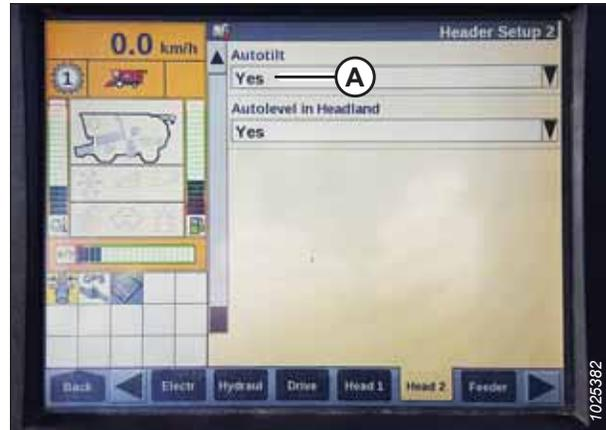 0.0 km/h
Header Setup 2
1
Autotilt
Yes
A
Autolevel in Headland
Yes
GPS
Back
Electr
Hydraul
Drive
Head 1
Head 2
Feeder
1025382